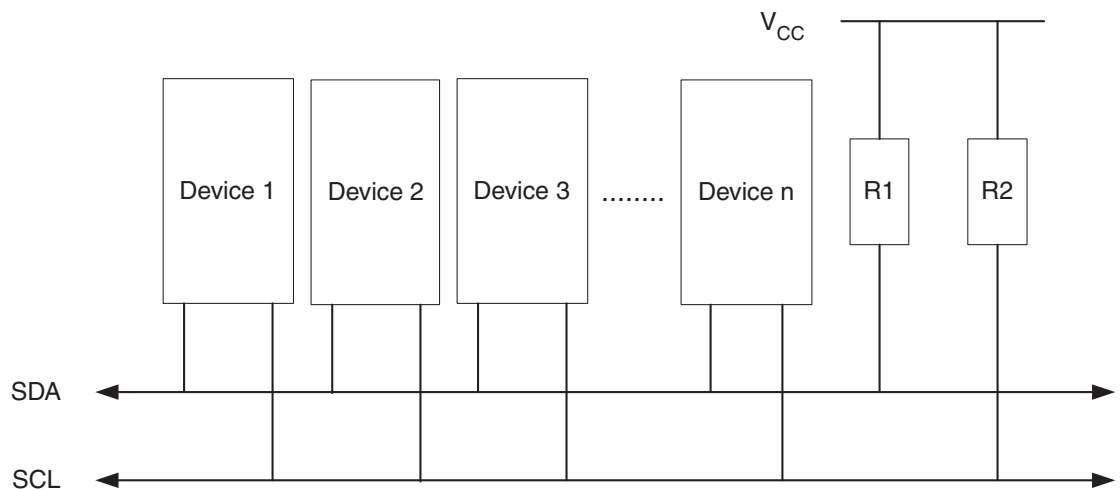 VCC
Device 1
Device 2
Device 3
........
Device n
R1
R2
SDA
SCL